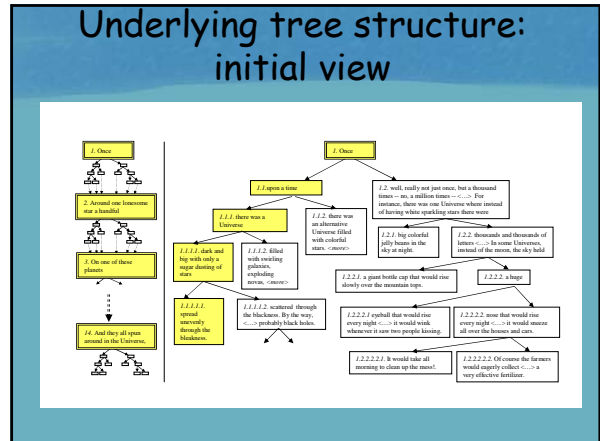 Underlying tree structure:
initial view
1. Once
2. Around one lonesome
star a handful
3. On one of these
planets
14. And they all spun
around in the Universe,
1. Once
1.1.upon a time
1.2. well, really not just once, but a thousand
times -- no, a million times -- <...> For
instance, there was one Universe where instead
of having white sparkling stars there were
1.1.1. there was a
Universe
1.1.2. there was
an alternative
Universe filled
with colorful
stars. <more>
1.2.1. big colorful
jelly beans in the
sky at night.
1.2.2. thousands and thousands of
letters <...> In some Universes,
instead of the moon, the sky held
1.1.1.1. dark and
big with only a
sugar dusting of
stars
1.1.1.2. filled
with swirling
galaxies,
exploding
novas, <more>
1.2.2.1. a giant bottle cap that would rise
slowly over the mountain tops.
1.2.2.2. a huge
1.1.1.1.1.
spread
unevenly
through the
bleakness.
1.1.1.1.2. scattered through
the blackness. By the way,
<...> probably black holes.
1.2.2.2.1 eyeball that would rise
every night <...> it would wink
whenever it saw two people kissing.
1.2.2.2.2. nose that would rise
every night <...> it would sneeze
all over the houses and cars.
1.2.2.2.2.1. It would take all
morning to clean up the mess!.
1.2.2.2.2.2. Of course the farmers
would eagerly collect <...> a
very effective fertilizer.